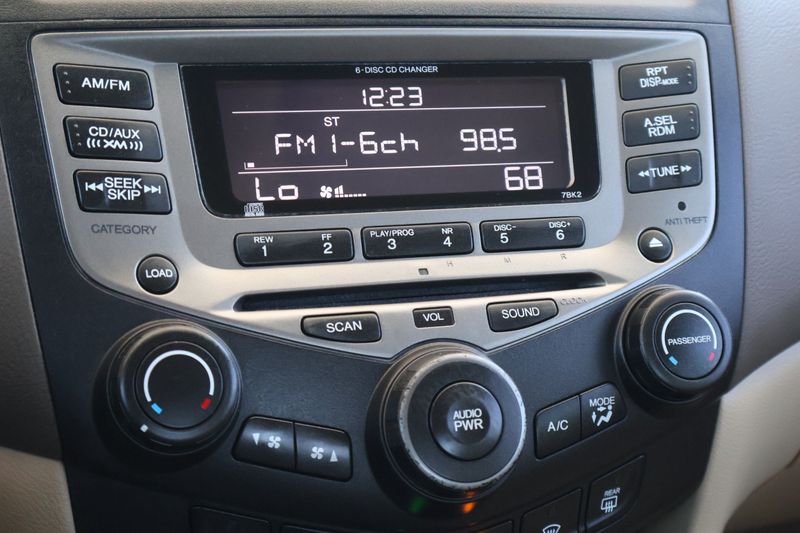 6-DISC CD CHANGER
AM/FM
12:23
RPT
DISP-MODE
ST
CD/AUX
(((XM)))
FM1-6ch 98.5
A.SEL
RDM
SEEK
SKIP
Lo 68
TUNE
7BK2
CATEGORY
ANTI THEFT
REW
1
FF
2
PLAY/PROG
3
NR
4
DISC-
5
DISC+
6
LOAD
H
M
R
SCAN
VOL
SOUND
CLOCK
PASSENGER
AUDIO
PWR
A/C
MODE
REAR